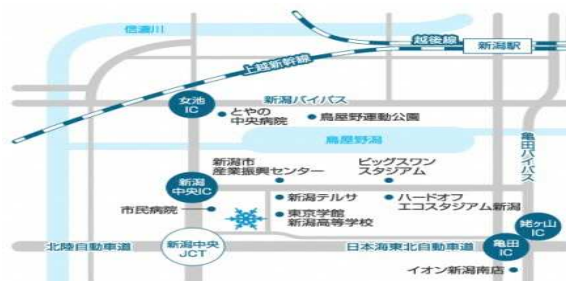 信濃川
越後線
新潟駅
上越新幹線
女池
IC
新潟バイパス
とやの
中央病院
鳥屋野運動公園
鳥屋野潟
亀田バイパス
新潟市
産業振興センター
ビッグスワン
スタジアム
新潟
中央IC
新潟テルサ
ハードオフ
エコスタジアム新潟
市民病院
東京学館
新潟高等学校
姥ヶ山
IC
北陸自動車道
新潟中央
JCT
日本海東北自動車道
亀田
IC
イオン新潟南店